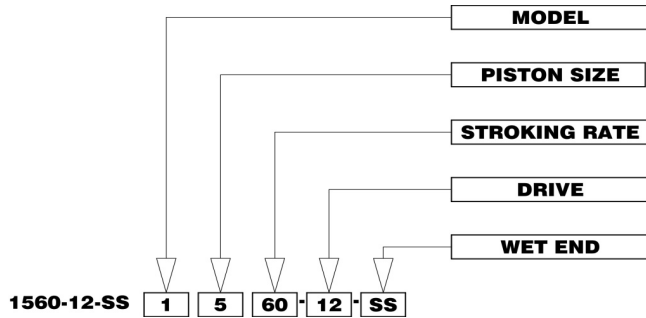 MODEL
PISTON SIZE
STROKING RATE
DRIVE
WET END
1560-12-SS 1 5 60 - 12 - SS